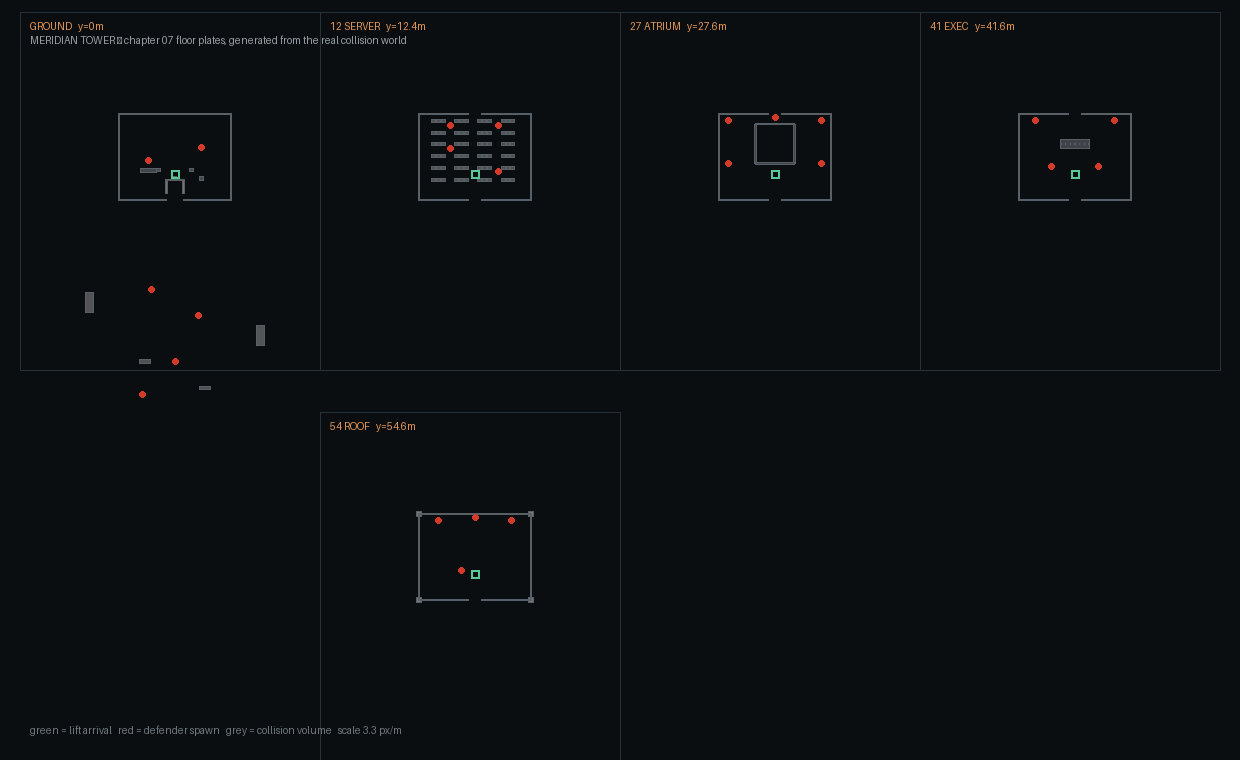 GROUND y=0m
12 SERVER y=12.4m
27 ATRIUM y=27.6m
41 EXEC y=41.6m
MERIDIAN TOWER▯chapter 07 floor plates, generated from the real collision world
54 ROOF y=54.6m
green = lift arrival red = defender spawn grey = collision volume scale 3.3 px/m